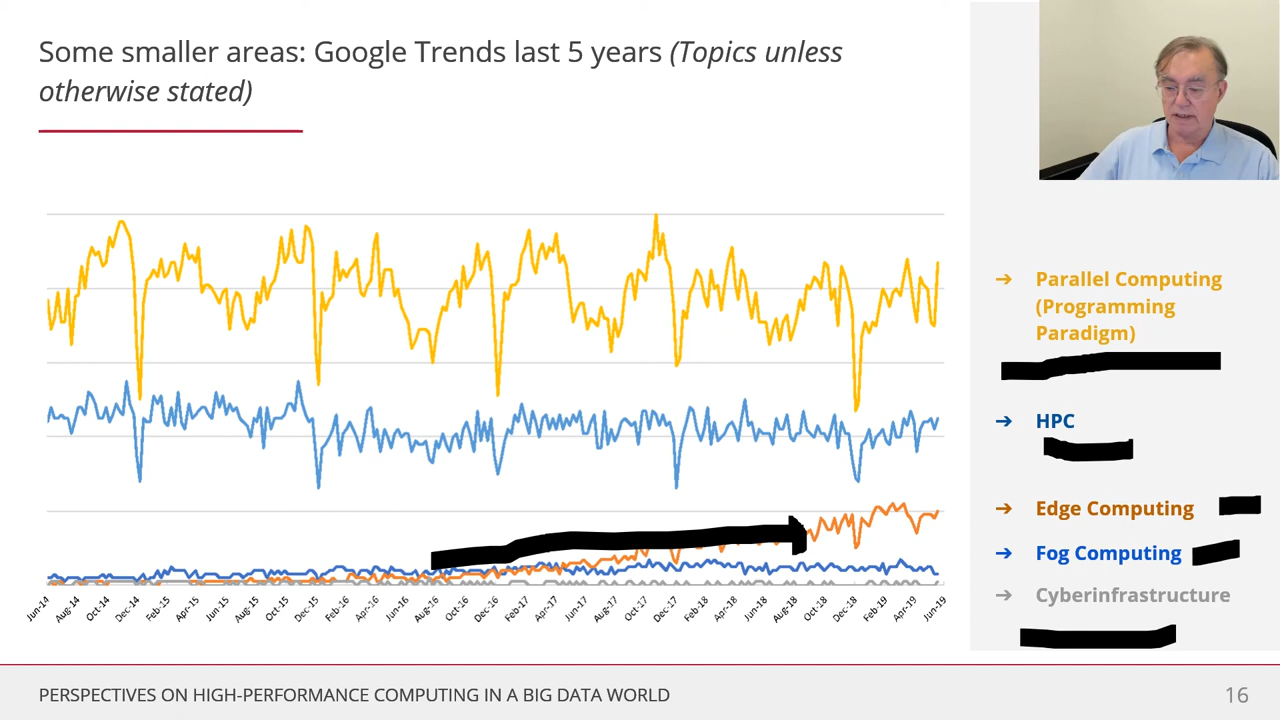 Some smaller areas: Google Trends last 5 years (Topics unless
otherwise stated)
➔ Parallel Computing
(Programming
Paradigm)
➔ HPC
➔ Edge Computing
➔ Fog Computing
➔ Cyberinfrastructure
Jun-14 Aug-14 Oct-14 Dec-14 Feb-15 Apr-15 Jun-15 Aug-15 Oct-15 Dec-15 Feb-16 Apr-16 Jun-16 Aug-16 Oct-16 Dec-16 Feb-17 Apr-17 Jun-17 Aug-17 Oct-17 Dec-17 Feb-18 Apr-18 Jun-18 Aug-18 Oct-18 Dec-18 Feb-19 Apr-19 Jun-19
PERSPECTIVES ON HIGH-PERFORMANCE COMPUTING IN A BIG DATA WORLD
16